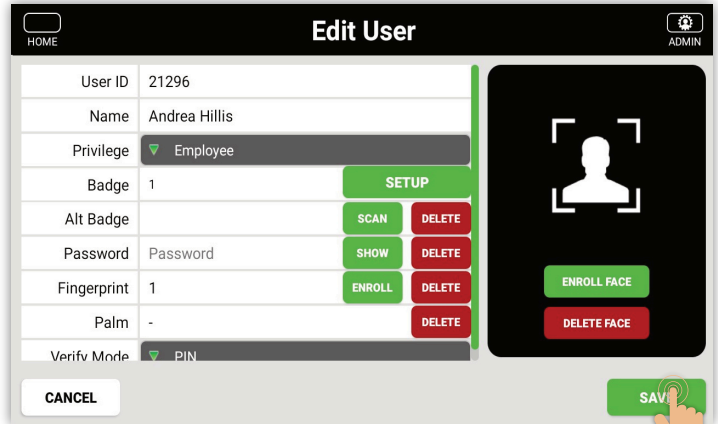 HOME
Edit User
ADMIN
User ID 21296
Name Andrea Hillis
Privilege Employee
Badge 1 SETUP
Alt Badge SCAN DELETE
Password Password SHOW DELETE
Fingerprint 1 ENROLL DELETE
Palm - DELETE
Verify Mode PIN
ENROLL FACE
DELETE FACE
CANCEL
SAVE